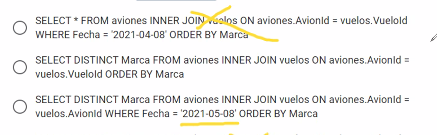 SELECT * FROM aviones INNER JOIN vuelos ON aviones.AvionId = vuelos.VueloId
WHERE Fecha = '2021-04-08' ORDER BY Marca
SELECT DISTINCT Marca FROM aviones INNER JOIN vuelos ON aviones.AvionId =
vuelos.VueloId ORDER BY Marca
SELECT DISTINCT Marca FROM aviones INNER JOIN vuelos ON aviones.AvionId =
vuelos.AvionId WHERE Fecha = '2021-05-08' ORDER BY Marca